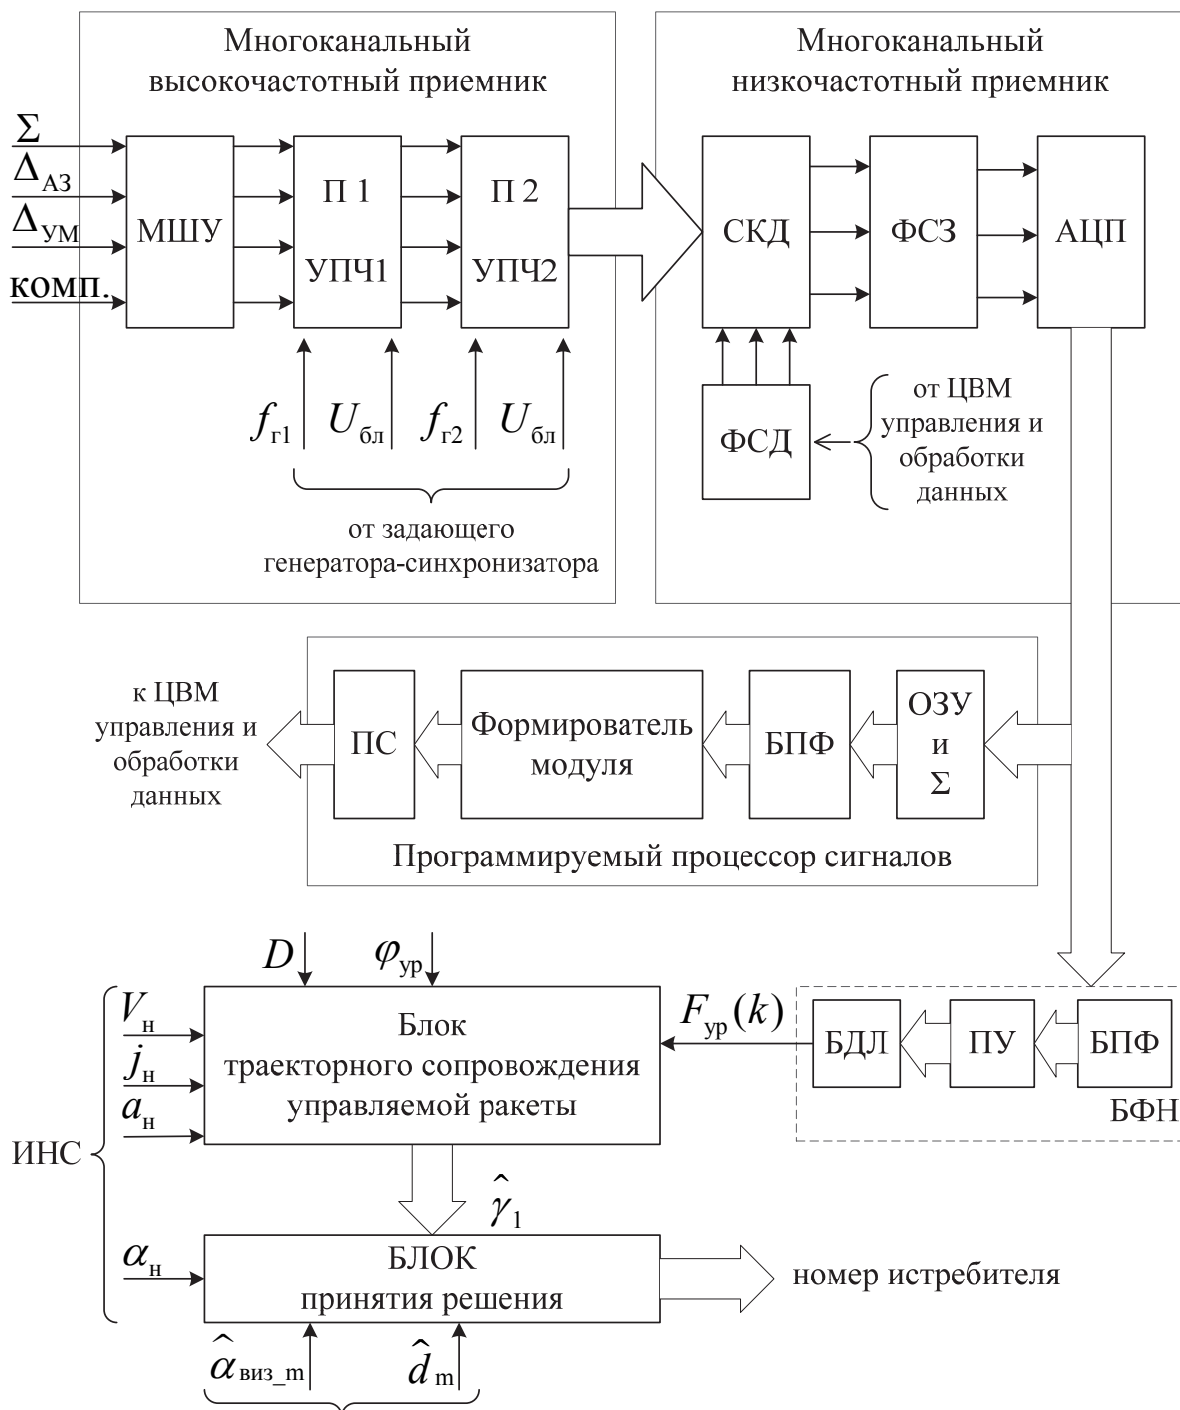 Многоканальный
высокочастотный приемник
Многоканальный
низкочастотный приемник
Σ
Δ_АЗ
Δ_УМ
комп.
МШУ
П 1
УПЧ1
П 2
УПЧ2
СКД
ФСЗ
АЦП
f_г1
U_бл
f_г2
U_бл
от задающего
генератора-синхронизатора
ФСД
от ЦВМ
управления и
обработки
данных
к ЦВМ
управления и
обработки
данных
ПС
Формирователь
модуля
БПФ
ОЗУ
и
Σ
Программируемый процессор сигналов
D
φ_ур
V_н
j_н
a_н
ИНС
Блок
траекторного сопровождения
управляемой ракеты
F_ур(k)
БДЛ
ПУ
БПФ
БФН
γ̂_1
α_н
БЛОК
принятия решения
номер истребителя
α̂_виз_m
d̂_m